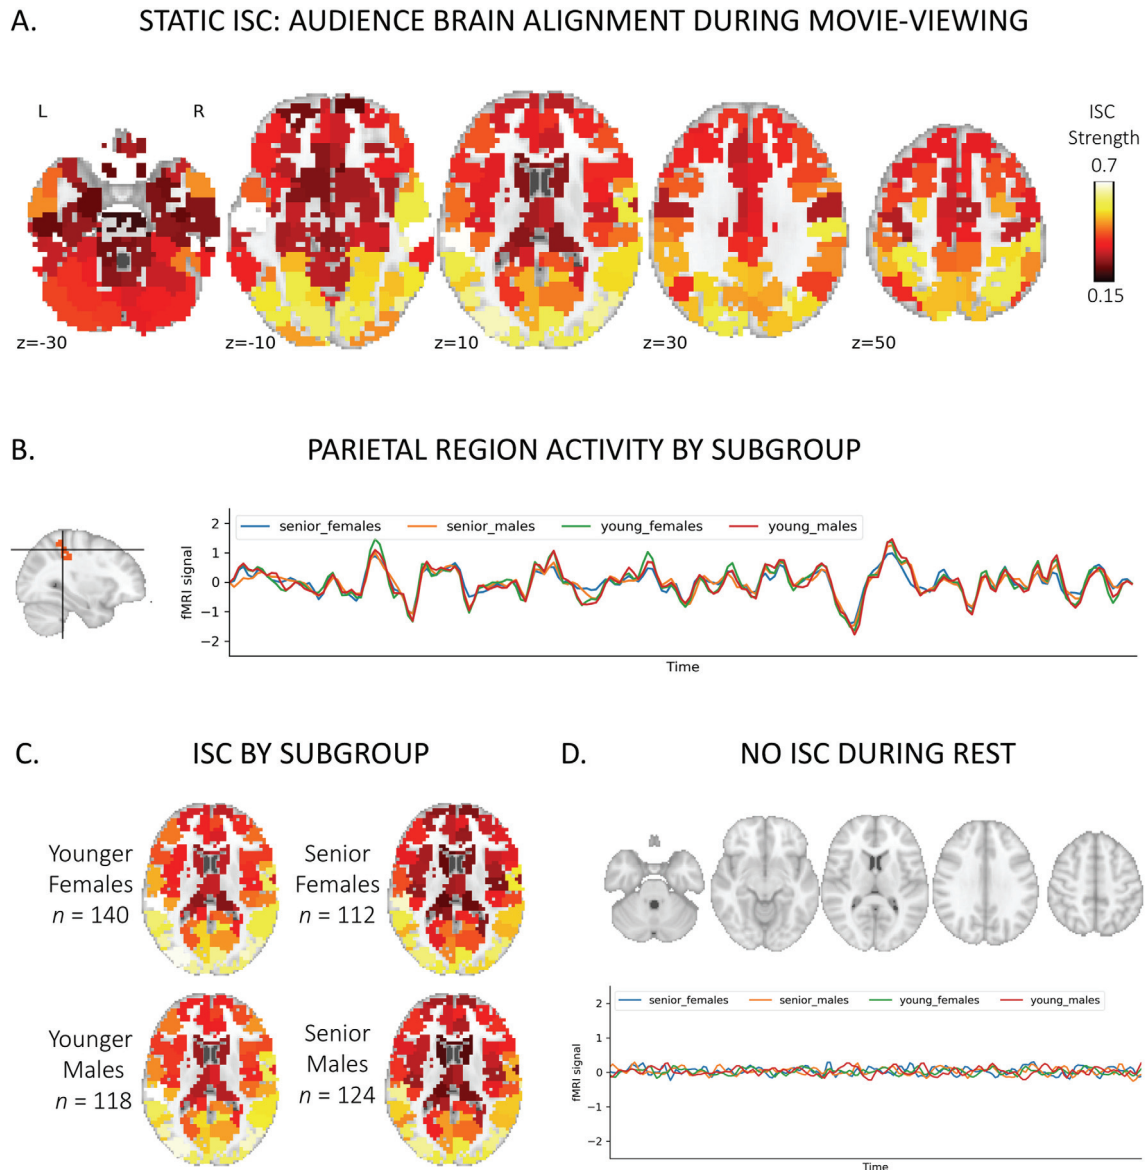 A. STATIC ISC: AUDIENCE BRAIN ALIGNMENT DURING MOVIE-VIEWING
L R
ISC
Strength
0.7
0.15
z=-30 z=-10 z=10 z=30 z=50
B. PARIETAL REGION ACTIVITY BY SUBGROUP
senior_females senior_males young_females young_males
2
1
0
−1
−2
fMRI signal
Time
C. ISC BY SUBGROUP
Younger
Females
n = 140
Senior
Females
n = 112
Younger
Males
n = 118
Senior
Males
n = 124
D. NO ISC DURING REST
senior_females senior_males young_females young_males
2
1
0
−1
−2
fMRI signal
Time